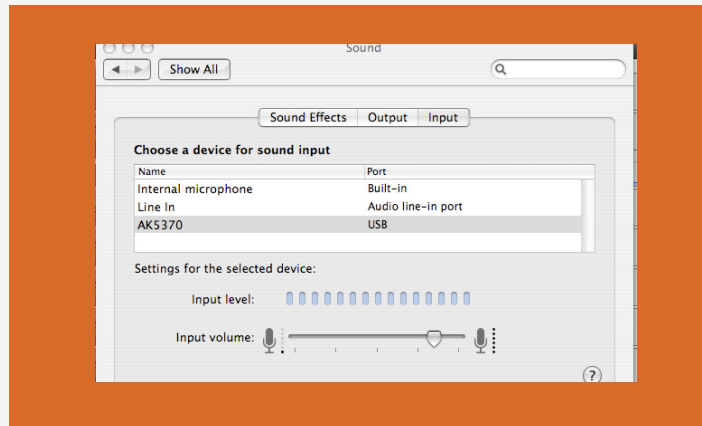 Sound
Show All
Sound Effects Output Input
Choose a device for sound input
Name Port
Internal microphone Built-in
Line In Audio line-in port
AK5370 USB
Settings for the selected device:
Input level:
Input volume:
?